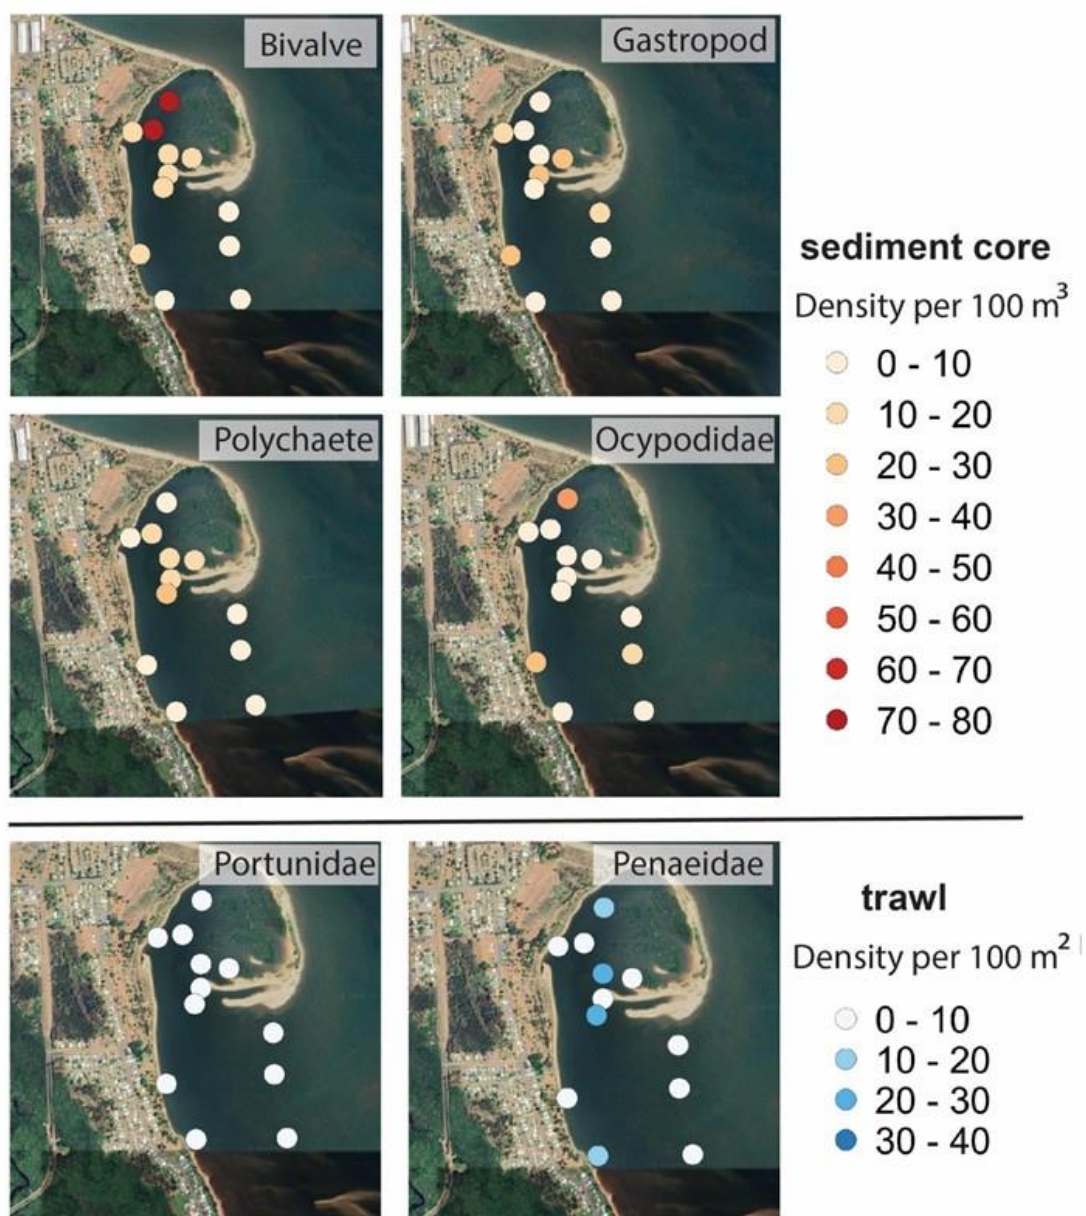 Bivalve
Gastropod
sediment core
Density per 100 m³
0 - 10
10 - 20
20 - 30
30 - 40
40 - 50
50 - 60
60 - 70
70 - 80
Polychaete
Ocypodidae
Portunidae
Penaeidae
trawl
Density per 100 m²
0 - 10
10 - 20
20 - 30
30 - 40